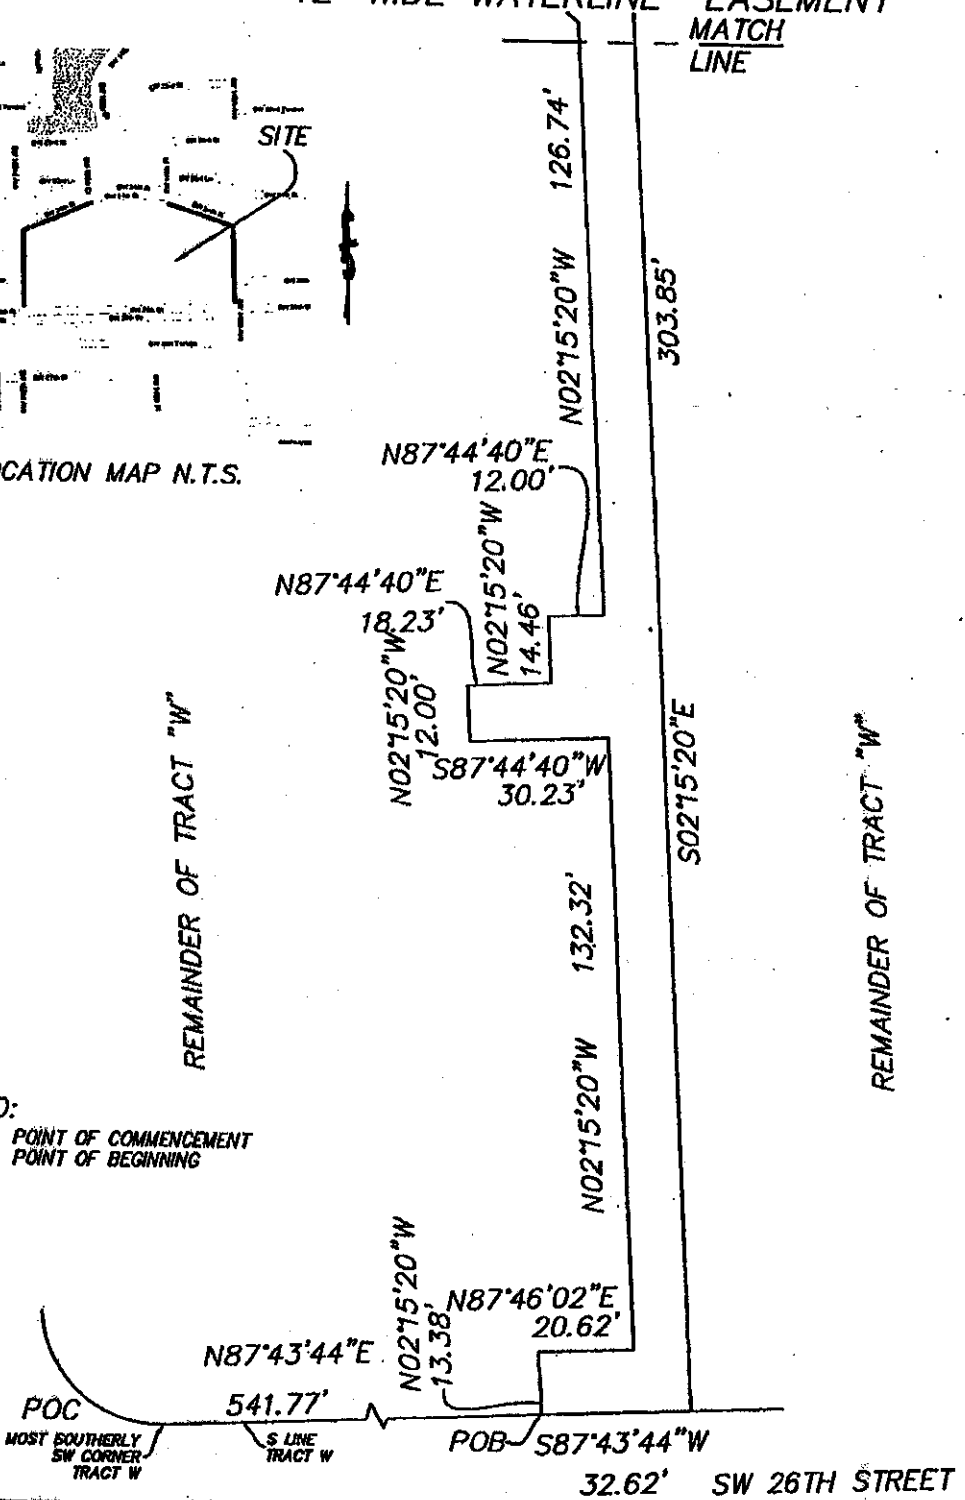 12' WIDE WATERLINE EASEMENT
MATCH
LINE
SITE
126.74'
N02°15'20"W
303.85'
N87°44'40"E
12.00'
CATION MAP N.T.S.
N02°15'20"W
14.46'
N87°44'40"E
18.23'
N02°15'20"W
12.00'
S87°44'40"W
30.23'
S02°15'20"E
REMAINDER OF TRACT "W"
REMAINDER OF TRACT "W"
132.32'
N02°15'20"W
D:
POINT OF COMMENCEMENT
POINT OF BEGINNING
N02°15'20"W
13.38'
N87°46'02"E
20.62'
N87°43'44"E
541.77'
POC
MOST SOUTHERLY
SW CORNER
TRACT W
S LINE
TRACT W
POB
S87°43'44"W
32.62'
SW 26TH STREET